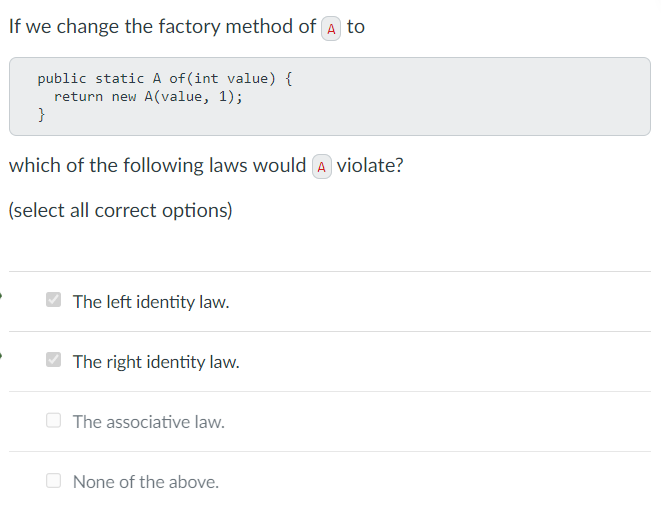 If we change the factory method of A to
public static A of(int value) {
return new A(value, 1);
}
which of the following laws would A violate?
(select all correct options)
The left identity law.
The right identity law.
The associative law.
None of the above.